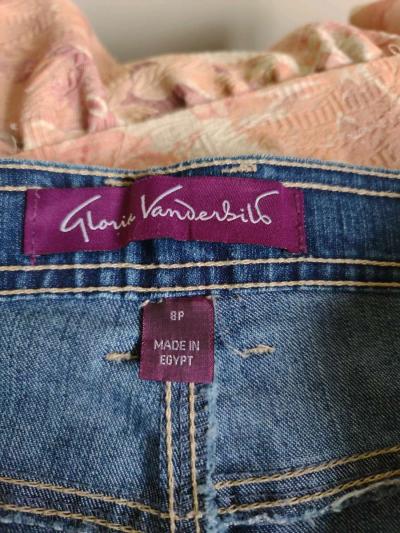 Gloria Vanderbilt
8P
MADE IN
EGYPT